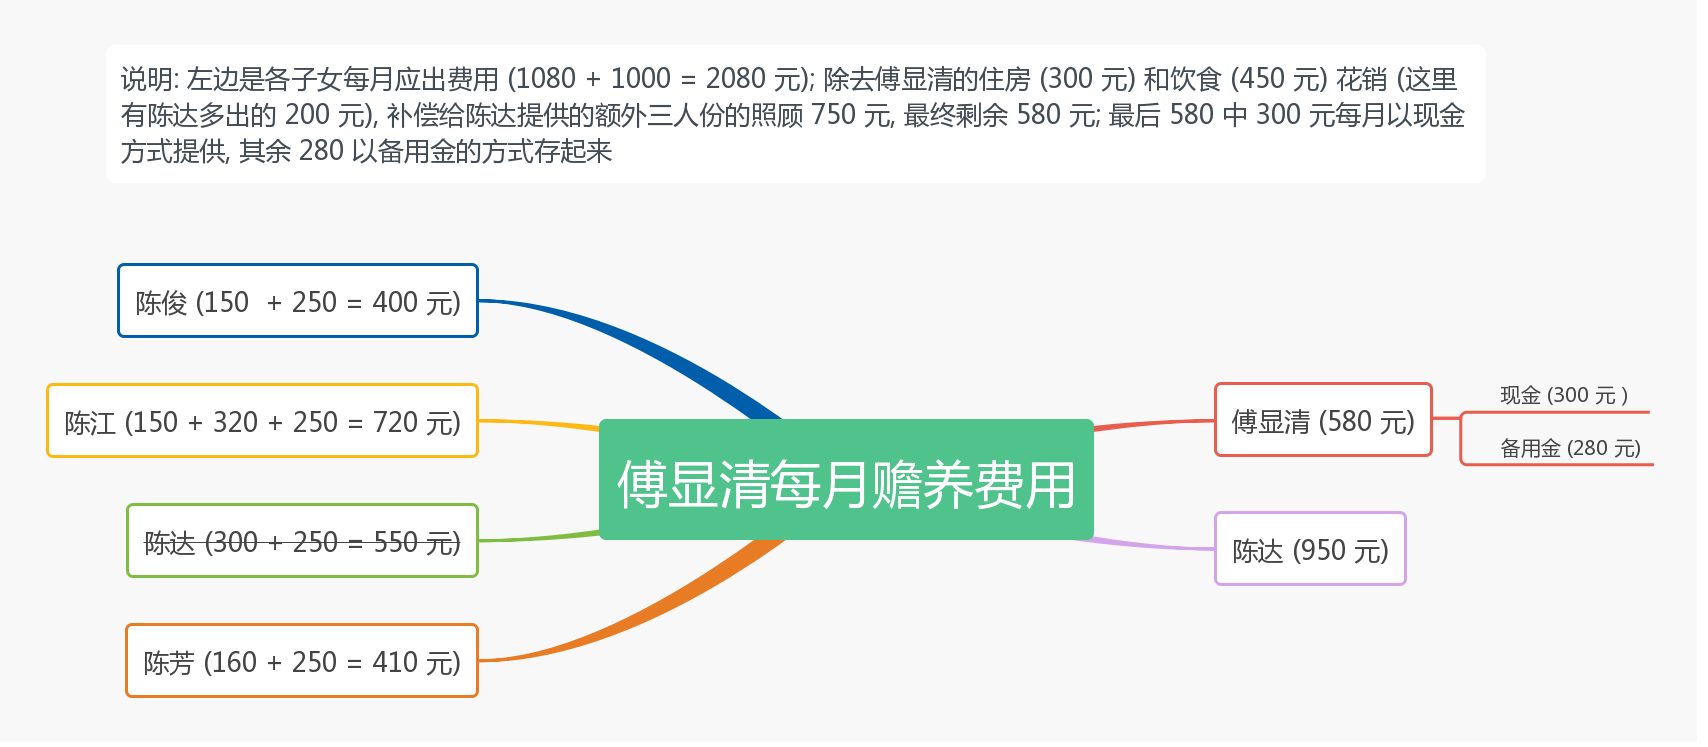 说明: 左边是各子女每月应出费用 (1080 + 1000 = 2080 元); 除去傅显清的住房 (300 元) 和饮食 (450 元) 花销 (这里
有陈达多出的 200 元), 补偿给陈达提供的额外三人份的照顾 750 元, 最终剩余 580 元; 最后 580 中 300 元每月以现金
方式提供, 其余 280 以备用金的方式存起来
陈俊 (150  + 250 = 400 元)
陈江 (150 + 320 + 250 = 720 元)
陈达 (300 + 250 = 550 元)
陈芳 (160 + 250 = 410 元)
傅显清每月赡养费用
傅显清 (580 元)
现金 (300 元 )
备用金 (280 元)
陈达 (950 元)